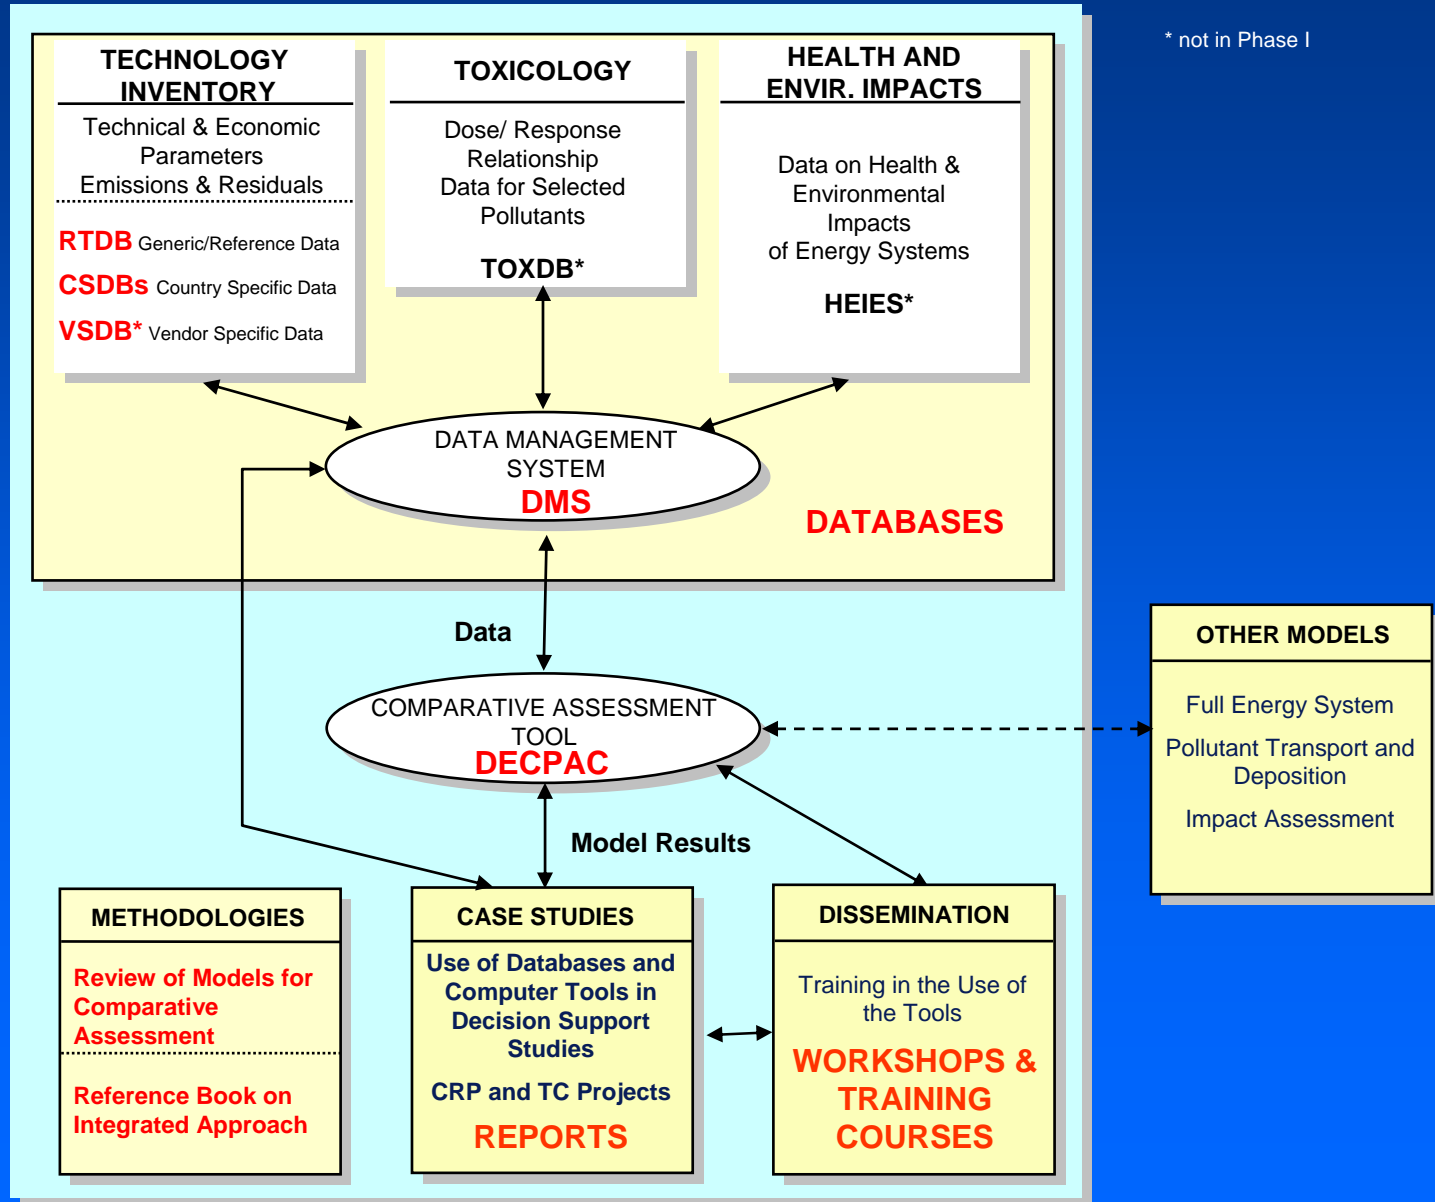 * not in Phase I
TECHNOLOGY
INVENTORY
Technical & Economic
Parameters
Emissions & Residuals
RTDB Generic/Reference Data
CSDBs Country Specific Data
VSDB* Vendor Specific Data
TOXICOLOGY
Dose/ Response
Relationship
Data for Selected
Pollutants
TOXDB*
HEALTH AND
ENVIR. IMPACTS
Data on Health &
Environmental
Impacts
of Energy Systems
HEIES*
DATA MANAGEMENT
SYSTEM
DMS
DATABASES
Data
COMPARATIVE ASSESSMENT
TOOL
DECPAC
OTHER MODELS
Full Energy System
Pollutant Transport and
Deposition
Impact Assessment
Model Results
METHODOLOGIES
Review of Models for
Comparative
Assessment
Reference Book on
Integrated Approach
CASE STUDIES
Use of Databases and
Computer Tools in
Decision Support
Studies
CRP and TC Projects
REPORTS
DISSEMINATION
Training in the Use of
the Tools
WORKSHOPS &
TRAINING
COURSES